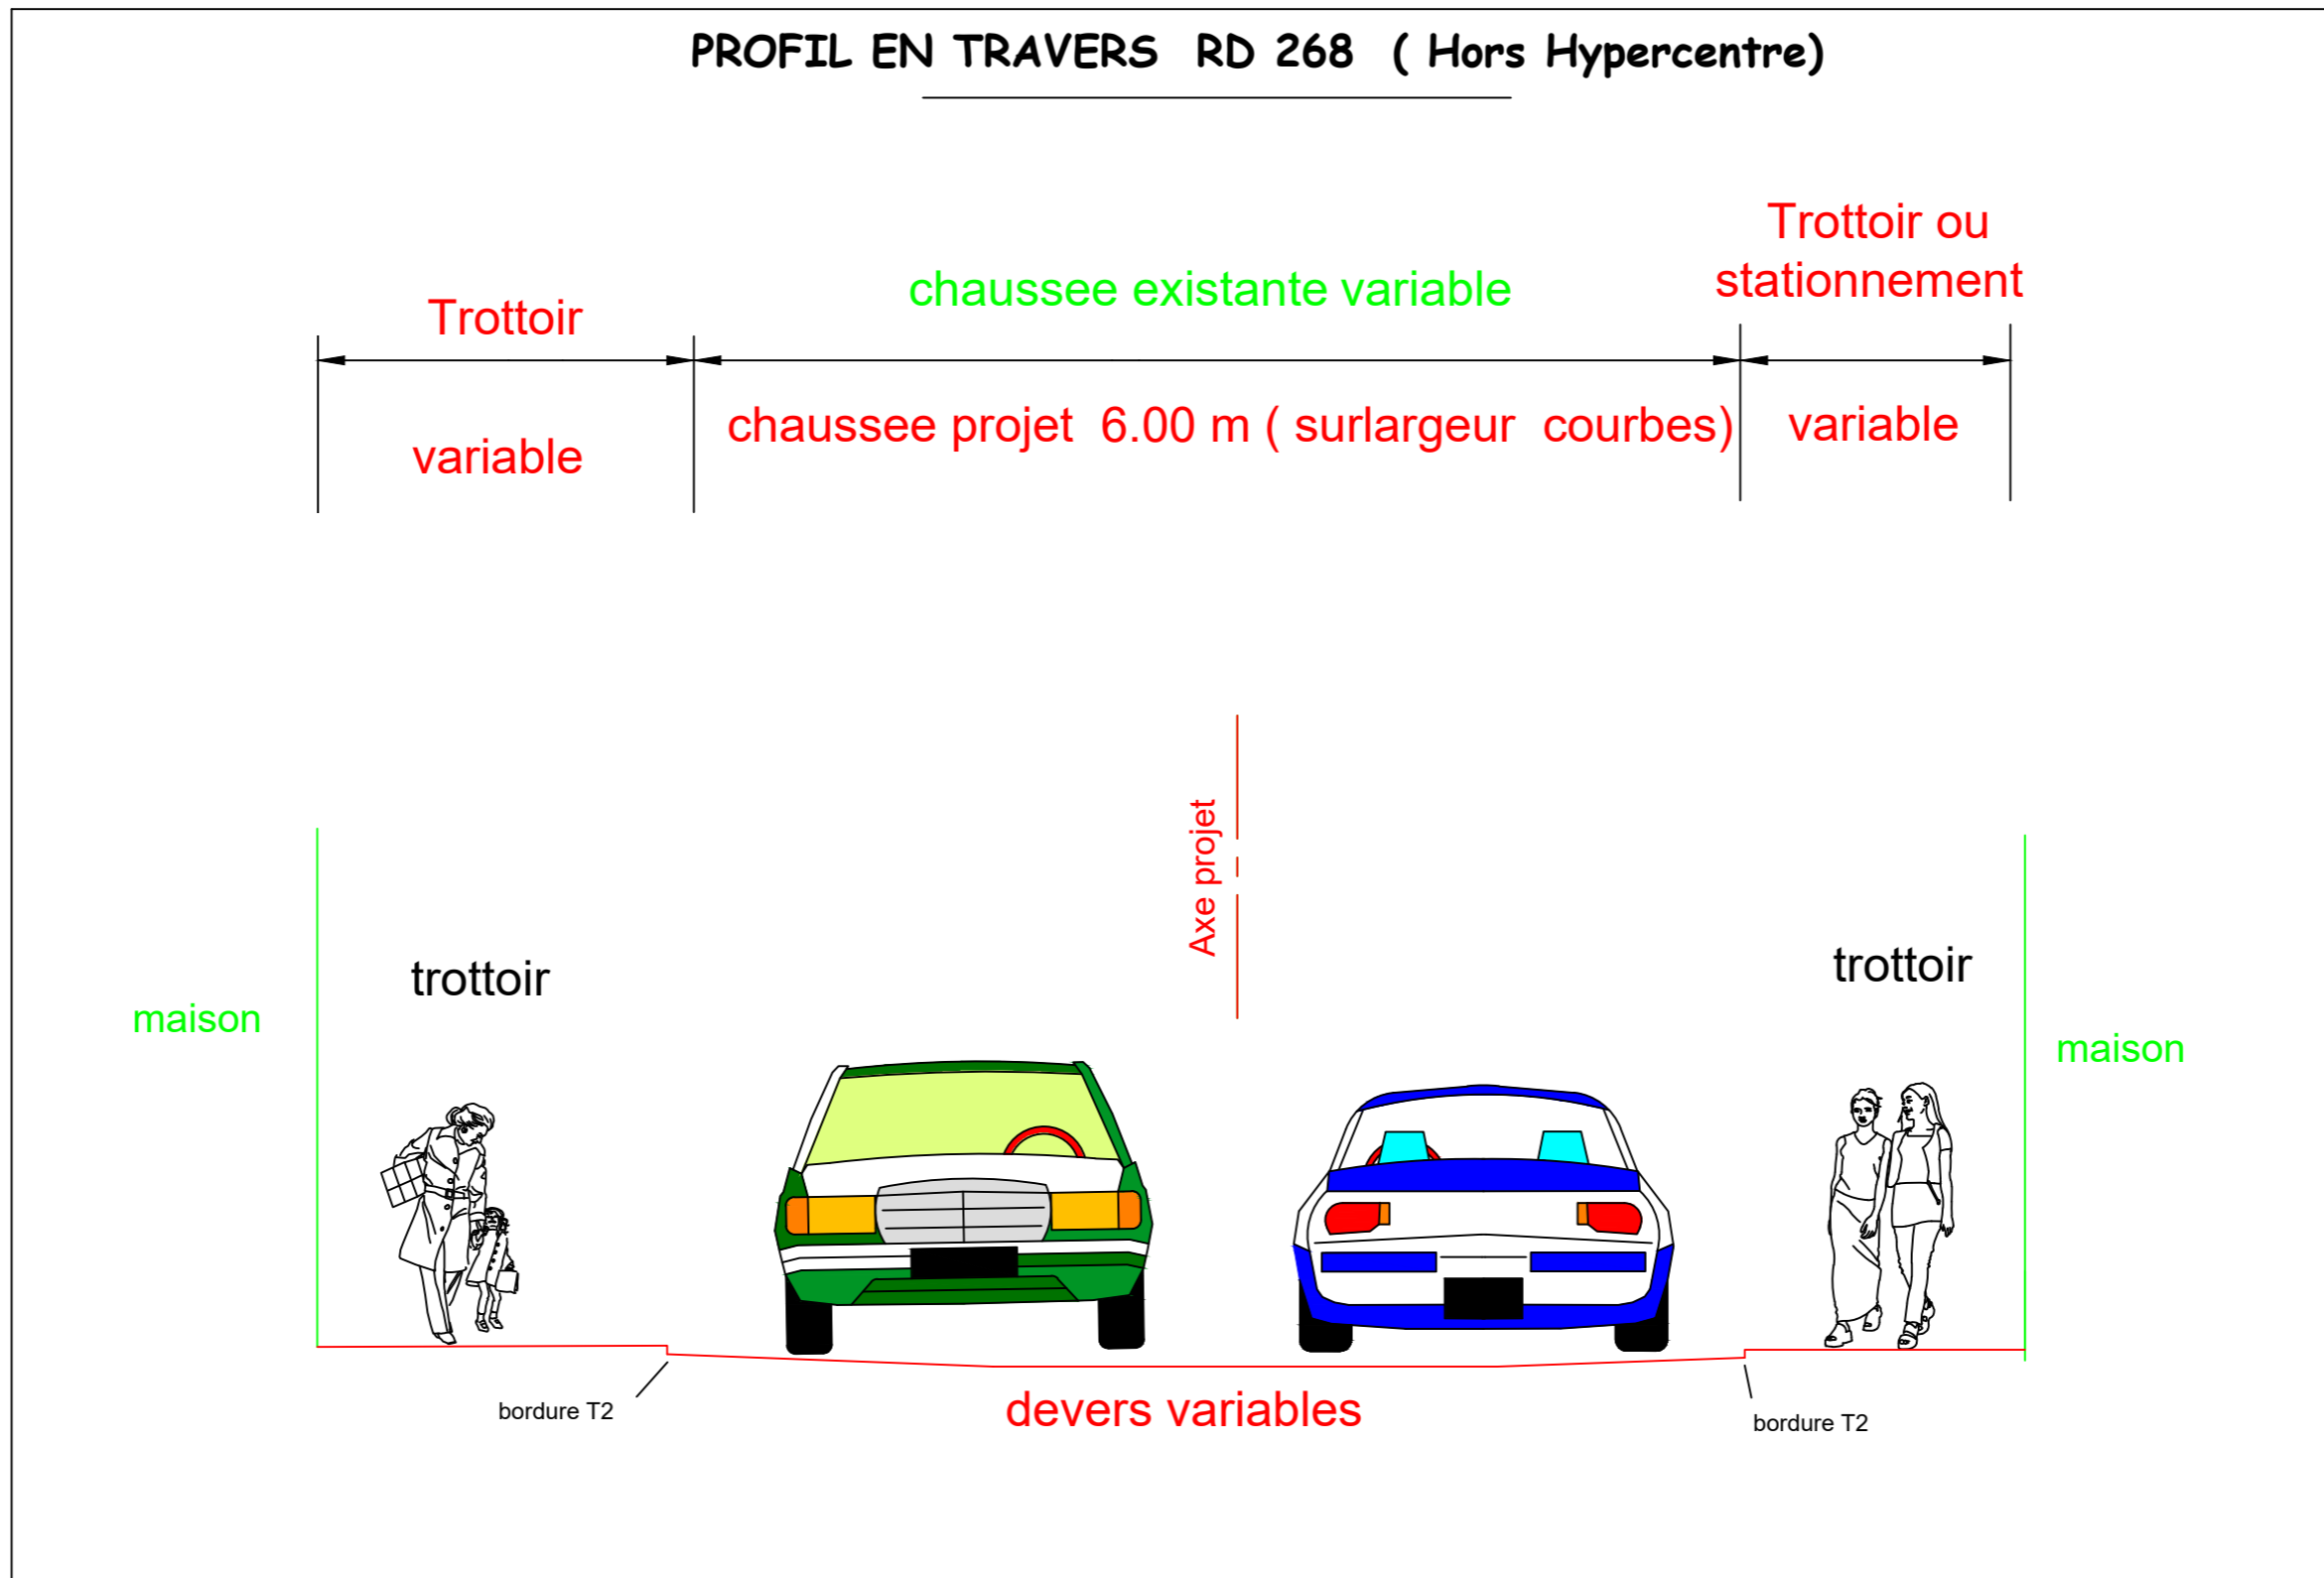 PROFIL EN TRAVERS RD 268 ( Hors Hypercentre)
Trottoir ou
stationnement
chaussee existante variable
Trottoir
chaussee projet 6.00 m ( surlargeur courbes)
variable
variable
Axe projet
trottoir
trottoir
maison
maison
bordure T2
devers variables
bordure T2